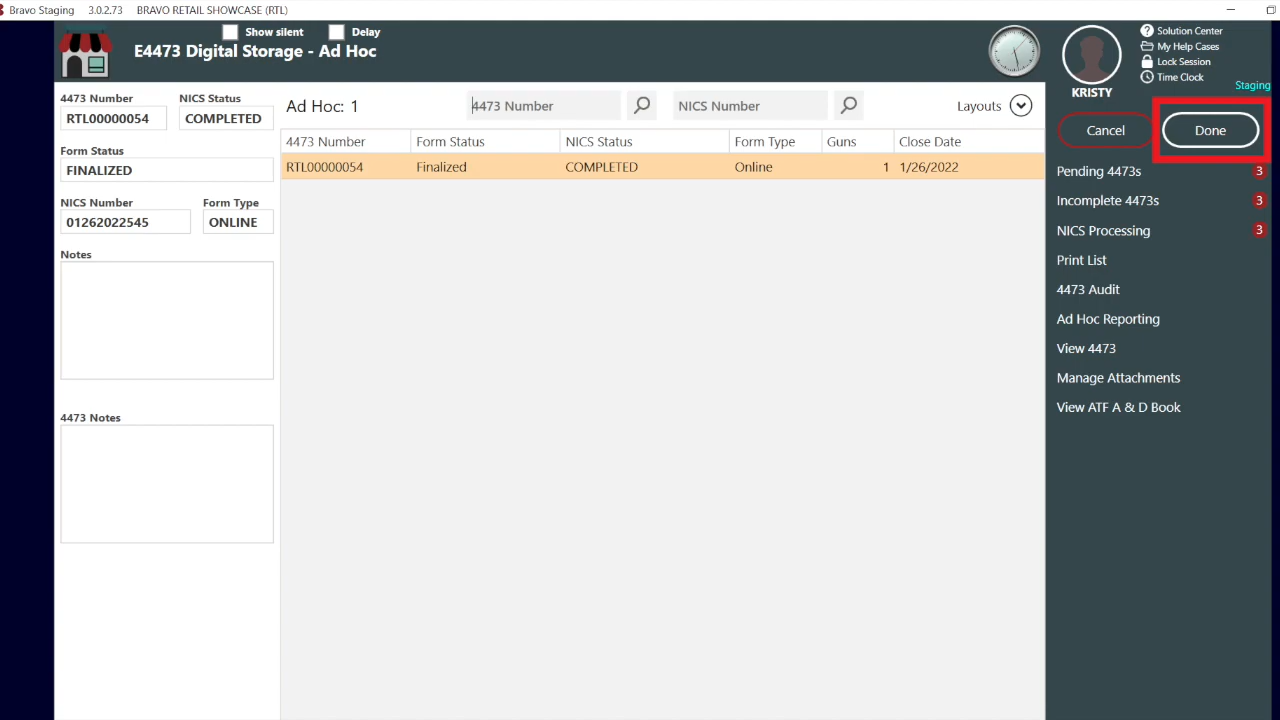 Bravo Staging 3.0.2.73 BRAVO RETAIL SHOWCASE (RTL)
Show silent Delay
E4473 Digital Storage - Ad Hoc
Solution Center
My Help Cases
Lock Session
Time Clock
KRISTY
Staging
4473 Number NICS Status
RTL00000054 COMPLETED
Form Status
FINALIZED
NICS Number Form Type
01262022545 ONLINE
Notes
4473 Notes
Ad Hoc: 1 4473 Number NICS Number Layouts
4473 Number Form Status NICS Status Form Type Guns Close Date
RTL00000054 Finalized COMPLETED Online 1 1/26/2022
Cancel Done
Pending 4473s 3
Incomplete 4473s 3
NICS Processing 3
Print List
4473 Audit
Ad Hoc Reporting
View 4473
Manage Attachments
View ATF A & D Book